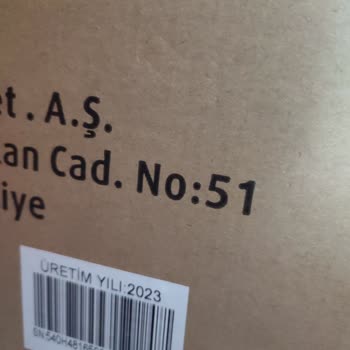 et . A.Ş.
an Cad. No:51
iye
ÜRETİM YILI:2023